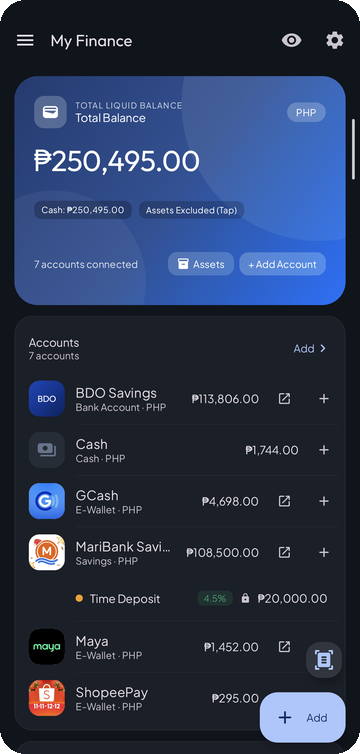 My Finance
TOTAL LIQUID BALANCE
Total Balance
PHP
₱250,495.00
Cash: ₱250,495.00
Assets Excluded (Tap)
7 accounts connected
Assets
+ Add Account
Accounts
7 accounts
Add
BDO
BDO Savings
Bank Account · PHP
₱113,806.00
Cash
Cash · PHP
₱1,744.00
G
GCash
E-Wallet · PHP
₱4,698.00
M
MariBank Savi...
Savings · PHP
₱108,500.00
Time Deposit
4.5%
₱20,000.00
maya
Maya
E-Wallet · PHP
₱1,452.00
S
11-11-12-12
ShopeePay
E-Wallet · PHP
₱295.00
+ Add